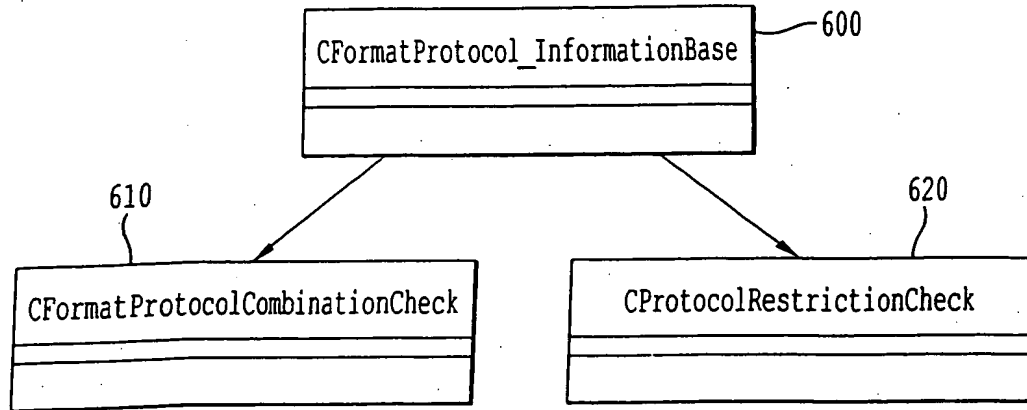 600
CFormatProtocol_InformationBase
610
620
CFormatProtocolCombinationCheck
CProtocolRestrictionCheck